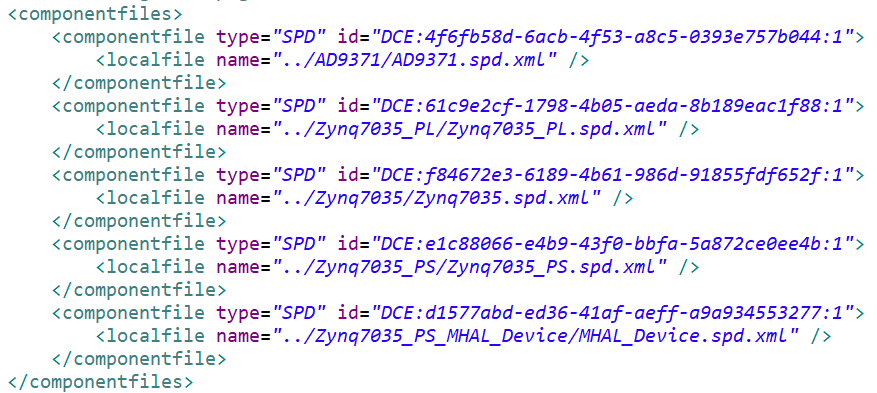 <componentfiles>
<componentfile type="SPD" id="DCE:4f6fb58d-6acb-4f53-a8c5-0393e757b044:1">
<localfile name="../AD9371/AD9371.spd.xml" />
</componentfile>
<componentfile type="SPD" id="DCE:61c9e2cf-1798-4b05-aeda-8b189eac1f88:1">
<localfile name="../Zynq7035_PL/Zynq7035_PL.spd.xml" />
</componentfile>
<componentfile type="SPD" id="DCE:f84672e3-6189-4b61-986d-91855fdf652f:1">
<localfile name="../Zynq7035/Zynq7035.spd.xml" />
</componentfile>
<componentfile type="SPD" id="DCE:e1c88066-e4b9-43f0-bbfa-5a872ce0ee4b:1">
<localfile name="../Zynq7035_PS/Zynq7035_PS.spd.xml" />
</componentfile>
<componentfile type="SPD" id="DCE:d1577abd-ed36-41af-aeff-a9a934553277:1">
<localfile name="../Zynq7035_PS_MHAL_Device/MHAL_Device.spd.xml" />
</componentfile>
</componentfiles>